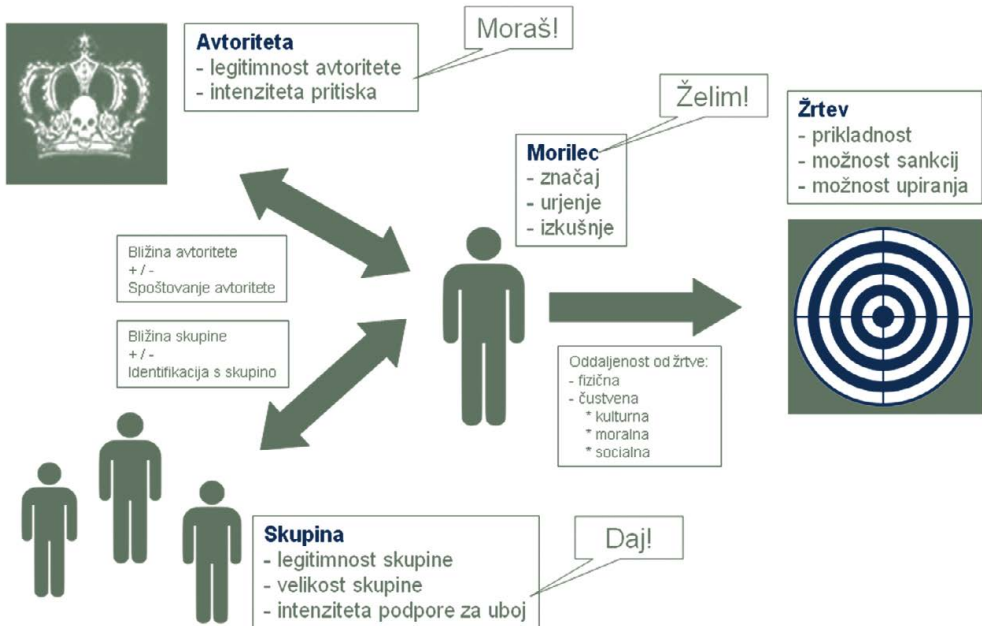 Avtoriteta
- legitimnost avtoritete
- intenziteta pritiska
Moraš!
Želim!
Morilec
- značaj
- urjenje
- izkušnje
Žrtev
- prikladnost
- možnost sankcij
- možnost upiranja
Bližina avtoritete
+ / -
Spoštovanje avtoritete
Bližina skupine
+ / -
Identifikacija s skupino
Oddaljenost od žrtve:
- fizična
- čustvena
* kulturna
* moralna
* socialna
Skupina
- legitimnost skupine
- velikost skupine
- intenziteta podpore za uboj
Daj!